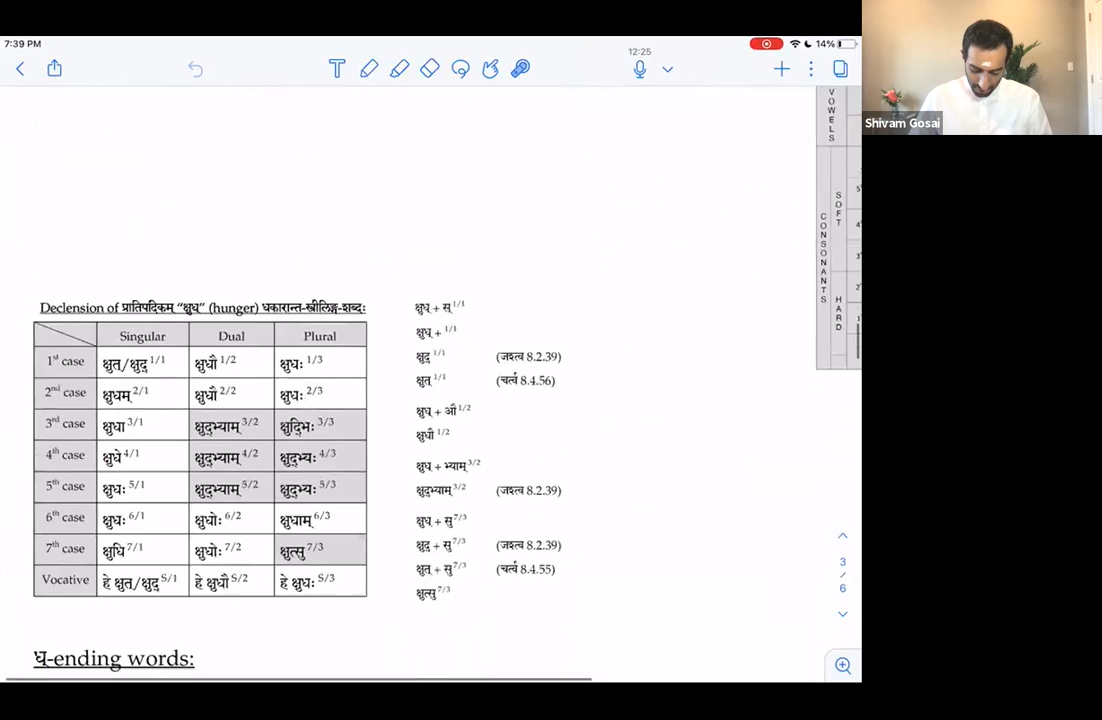 7:39 PM
14%
12:25
Shivam Gosai
VOWELS
CONSONANTS
SOFT
HARD
Declension of प्रातिपदिकम् “क्षुध्” (hunger) धकारान्त-स्त्रीलिङ्ग-शब्दः
Singular Dual Plural
1st case क्षुत्/क्षुद् 1/1 क्षुधौ 1/2 क्षुधः 1/3
2nd case क्षुधम् 2/1 क्षुधौ 2/2 क्षुधः 2/3
3rd case क्षुधा 3/1 क्षुद्भ्याम् 3/2 क्षुद्भिः 3/3
4th case क्षुधे 4/1 क्षुद्भ्याम् 4/2 क्षुद्भ्यः 4/3
5th case क्षुधः 5/1 क्षुद्भ्याम् 5/2 क्षुद्भ्यः 5/3
6th case क्षुधः 6/1 क्षुधोः 6/2 क्षुधाम् 6/3
7th case क्षुधि 7/1 क्षुधोः 7/2 क्षुत्सु 7/3
Vocative हे क्षुत्/क्षुद् S/1 हे क्षुधौ S/2 हे क्षुधः S/3
क्षुध् + स् 1/1
क्षुध् + 1/1
क्षुद् 1/1 (जश्त्व 8.2.39)
क्षुत् 1/1 (चर्त्व 8.4.56)
क्षुध् + औ 1/2
क्षुधौ 1/2
क्षुध् + भ्याम् 3/2
क्षुद्भ्याम् 3/2 (जश्त्व 8.2.39)
क्षुध् + सु 7/3
क्षुद् + सु 7/3 (जश्त्व 8.2.39)
क्षुत् + सु 7/3 (चर्त्व 8.4.55)
क्षुत्सु 7/3
ध्-ending words:
3
/
6